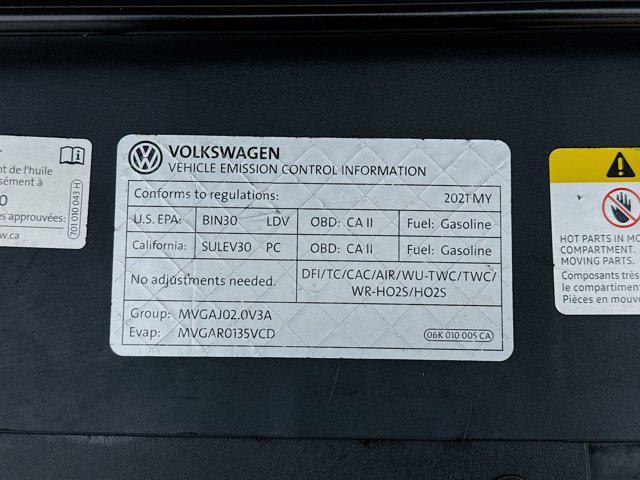 nt de l'huile
sément à
0
s approuvées:
w.ca
701 010 043 H
VOLKSWAGEN
VEHICLE EMISSION CONTROL INFORMATION
Conforms to regulations: 2021 MY
U.S. EPA: BIN30 LDV OBD: CA II Fuel: Gasoline
California: SULEV30 PC OBD: CA II Fuel: Gasoline
No adjustments needed. DFI/TC/CAC/AIR/WU-TWC/TWC/
WR-HO2S/HO2S
Group: MVGAJ02.0V3A
Evap: MVGAR0135VCD
06K 010 005 CA
HOT PARTS IN MO
COMPARTMENT.
MOVING PARTS.
Composants très
le compartiment
Pièces en mouve